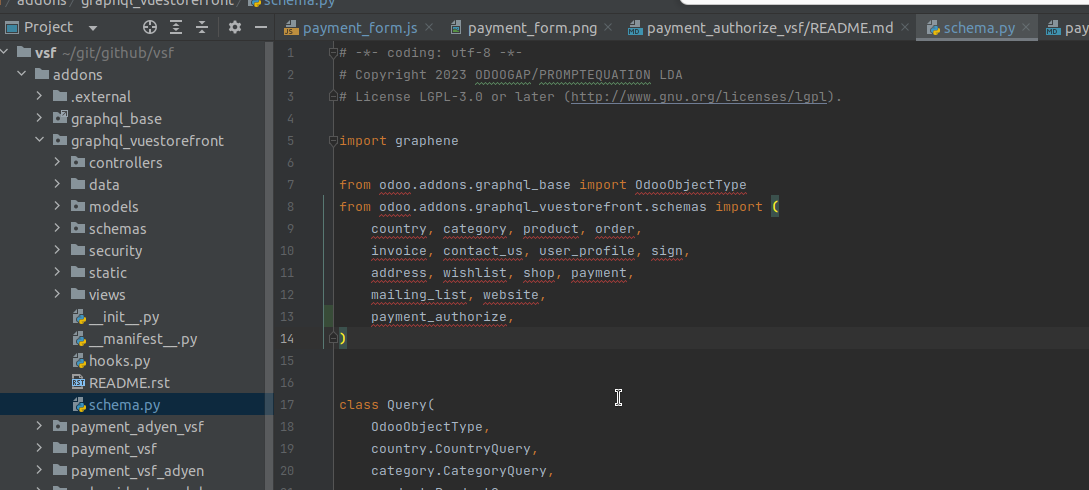 addons graphql_vuestorefront schema.py
Project
payment_form.js payment_form.png payment_authorize_vsf/README.md schema.py pay
vsf ~/git/github/vsf
addons
.external
graphql_base
graphql_vuestorefront
controllers
data
models
schemas
security
static
views
__init__.py
__manifest__.py
hooks.py
README.rst
schema.py
payment_adyen_vsf
payment_vsf
payment_vsf_adyen
1 # -*- coding: utf-8 -*-
2 # Copyright 2023 ODOOGAP/PROMPTEQUATION LDA
3 # License LGPL-3.0 or later (http://www.gnu.org/licenses/lgpl).
4
5 import graphene
6
7 from odoo.addons.graphql_base import OdooObjectType
8 from odoo.addons.graphql_vuestorefront.schemas import (
9 country, category, product, order,
10 invoice, contact_us, user_profile, sign,
11 address, wishlist, shop, payment,
12 mailing_list, website,
13 payment_authorize,
14 )
15
16
17 class Query(
18 OdooObjectType,
19 country.CountryQuery,
20 category.CategoryQuery,